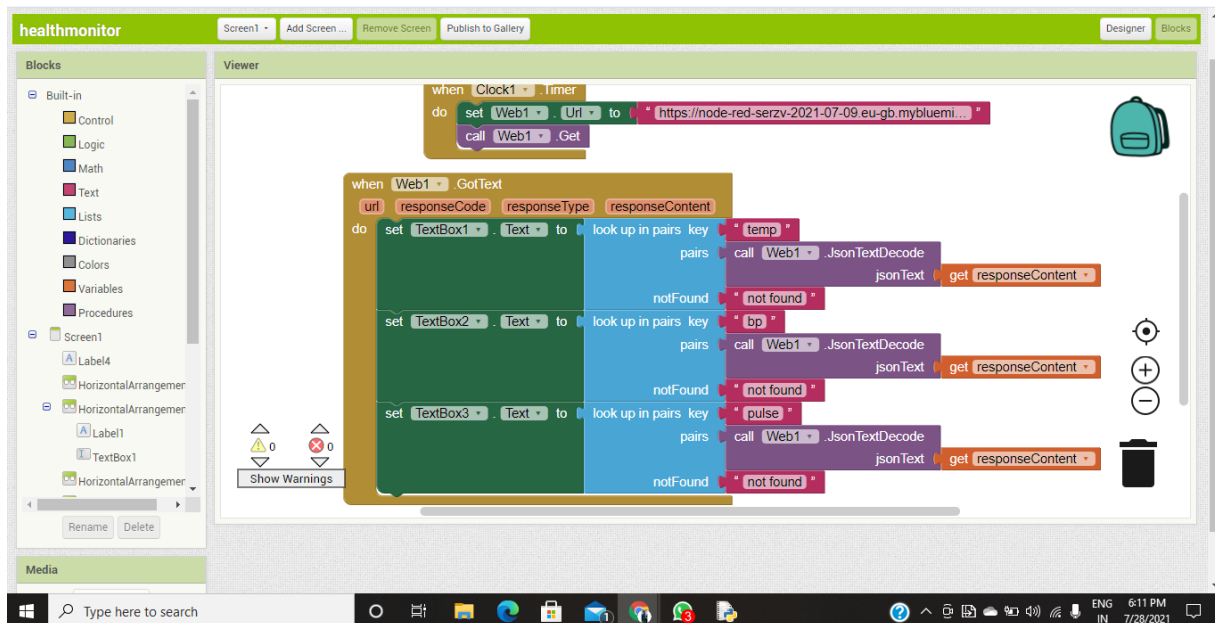 healthmonitor Screen1 Add Screen ... Remove Screen Publish to Gallery Designer Blocks
Blocks
Built-in
Control
Logic
Math
Text
Lists
Dictionaries
Colors
Variables
Procedures
Screen1
Label4
HorizontalArrangemer
HorizontalArrangemer
Label1
TextBox1
HorizontalArrangemer
Rename Delete
Media
Viewer
when Clock1 .Timer
do set Web1 . Url to " https://node-red-serzv-2021-07-09.eu-gb.mybluemi... "
call Web1 .Get
when Web1 .GotText
url responseCode responseType responseContent
do set TextBox1 . Text to look up in pairs key " temp "
pairs call Web1 .JsonTextDecode
jsonText get responseContent
notFound " not found "
set TextBox2 . Text to look up in pairs key " bp "
pairs call Web1 .JsonTextDecode
jsonText get responseContent
notFound " not found "
set TextBox3 . Text to look up in pairs key " pulse "
pairs call Web1 .JsonTextDecode
jsonText get responseContent
notFound " not found "
0 0
Show Warnings
Type here to search
1
3
ENG
IN
6:11 PM
7/28/2021